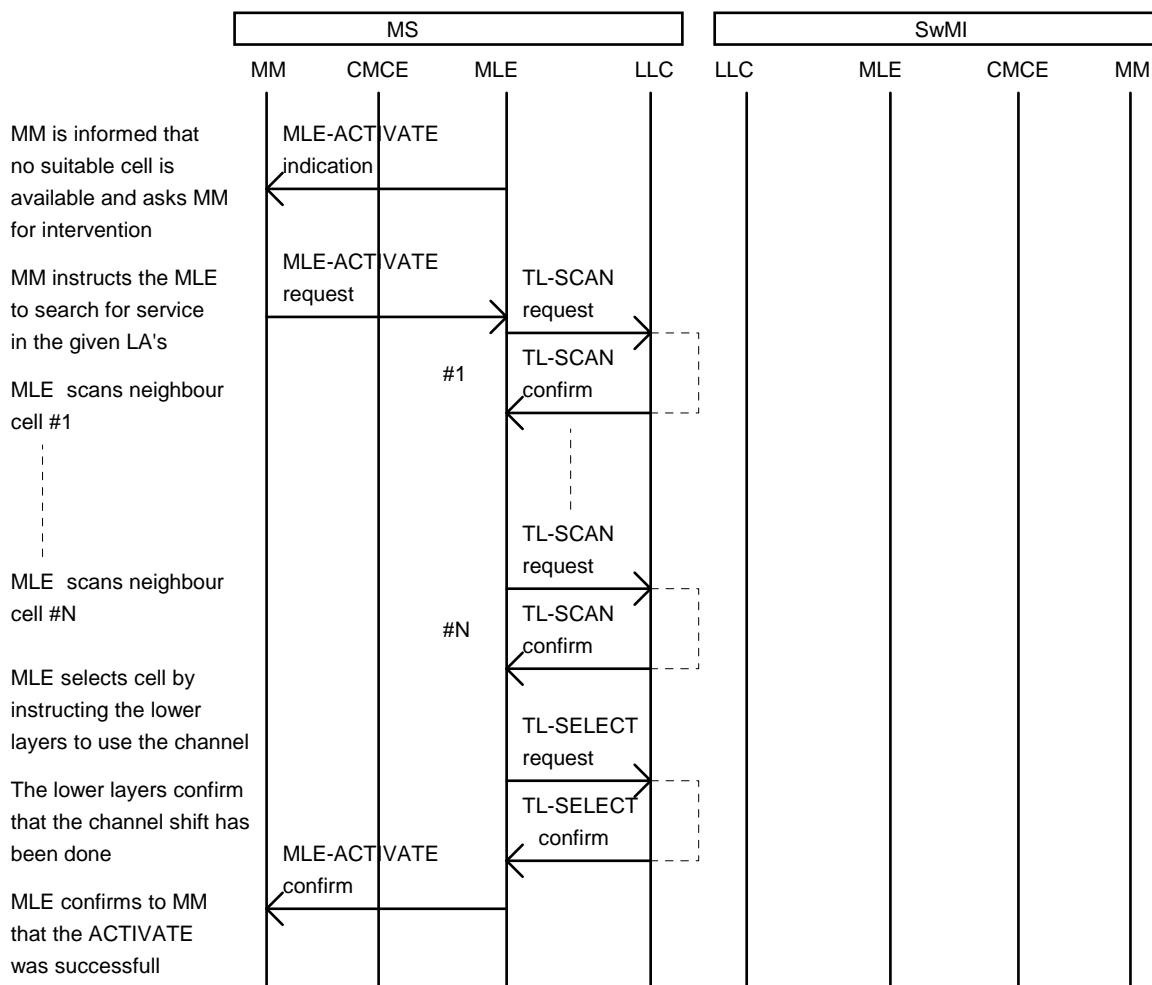 MS
SwMI
MM CMCE MLE LLC LLC MLE CMCE MM
MM is informed that
no suitable cell is
available and asks MM
for intervention
MLE-ACTIVATE
indication
MM instructs the MLE
to search for service
in the given LA's
MLE-ACTIVATE
request
TL-SCAN
request
#1
TL-SCAN
confirm
MLE scans neighbour
cell #1
TL-SCAN
request
MLE scans neighbour
cell #N
#N
TL-SCAN
confirm
MLE selects cell by
instructing the lower
layers to use the channel
TL-SELECT
request
The lower layers confirm
that the channel shift has
been done
TL-SELECT
confirm
MLE-ACTIVATE
confirm
MLE confirms to MM
that the ACTIVATE
was successfull